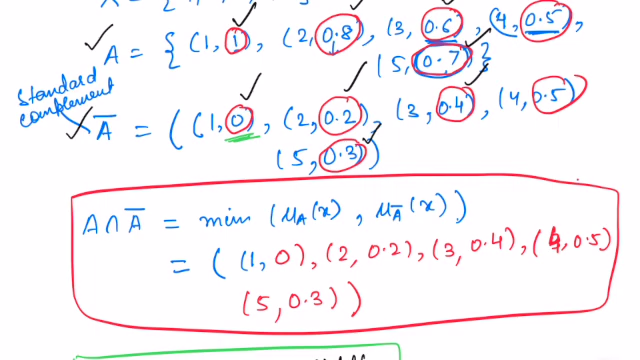 A = { (1, 1), (2, 0.8), (3, 0.6), (4, 0.5),
(5, 0.7) }
Standard
complement
A̅ = ( (1, 0), (2, 0.2), (3, 0.4), (4, 0.5)
(5, 0.3) )
A ∩ A̅ = min ( μ_A(x) , μ_A̅(x) )
= ( (1, 0), (2, 0.2), (3, 0.4), (4, 0.5)
(5, 0.3) )